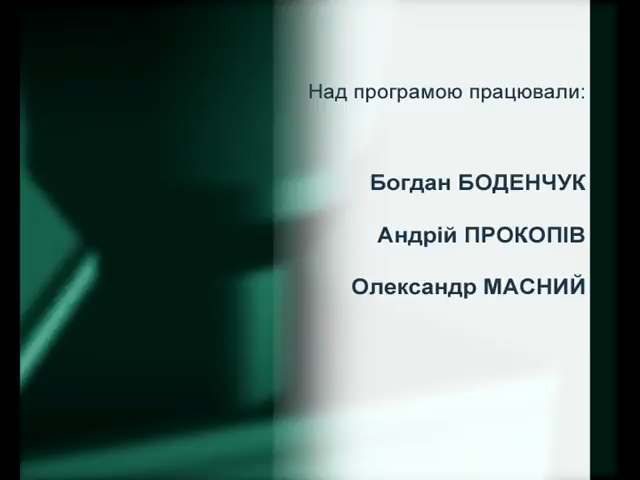 Над програмою працювали:
Богдан БОДЕНЧУК
Андрій ПРОКОПІВ
Олександр МАСНИЙ